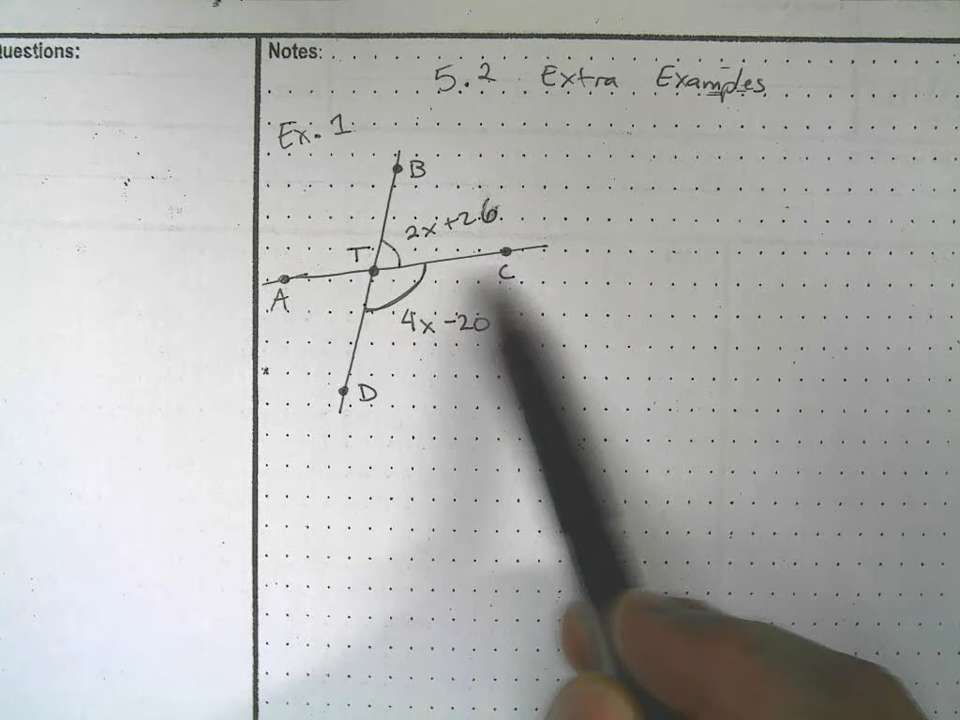 Questions:
Notes:
5.2 Extra Examples
Ex. 1
B
2x+26
T
C
A
4x-20
D